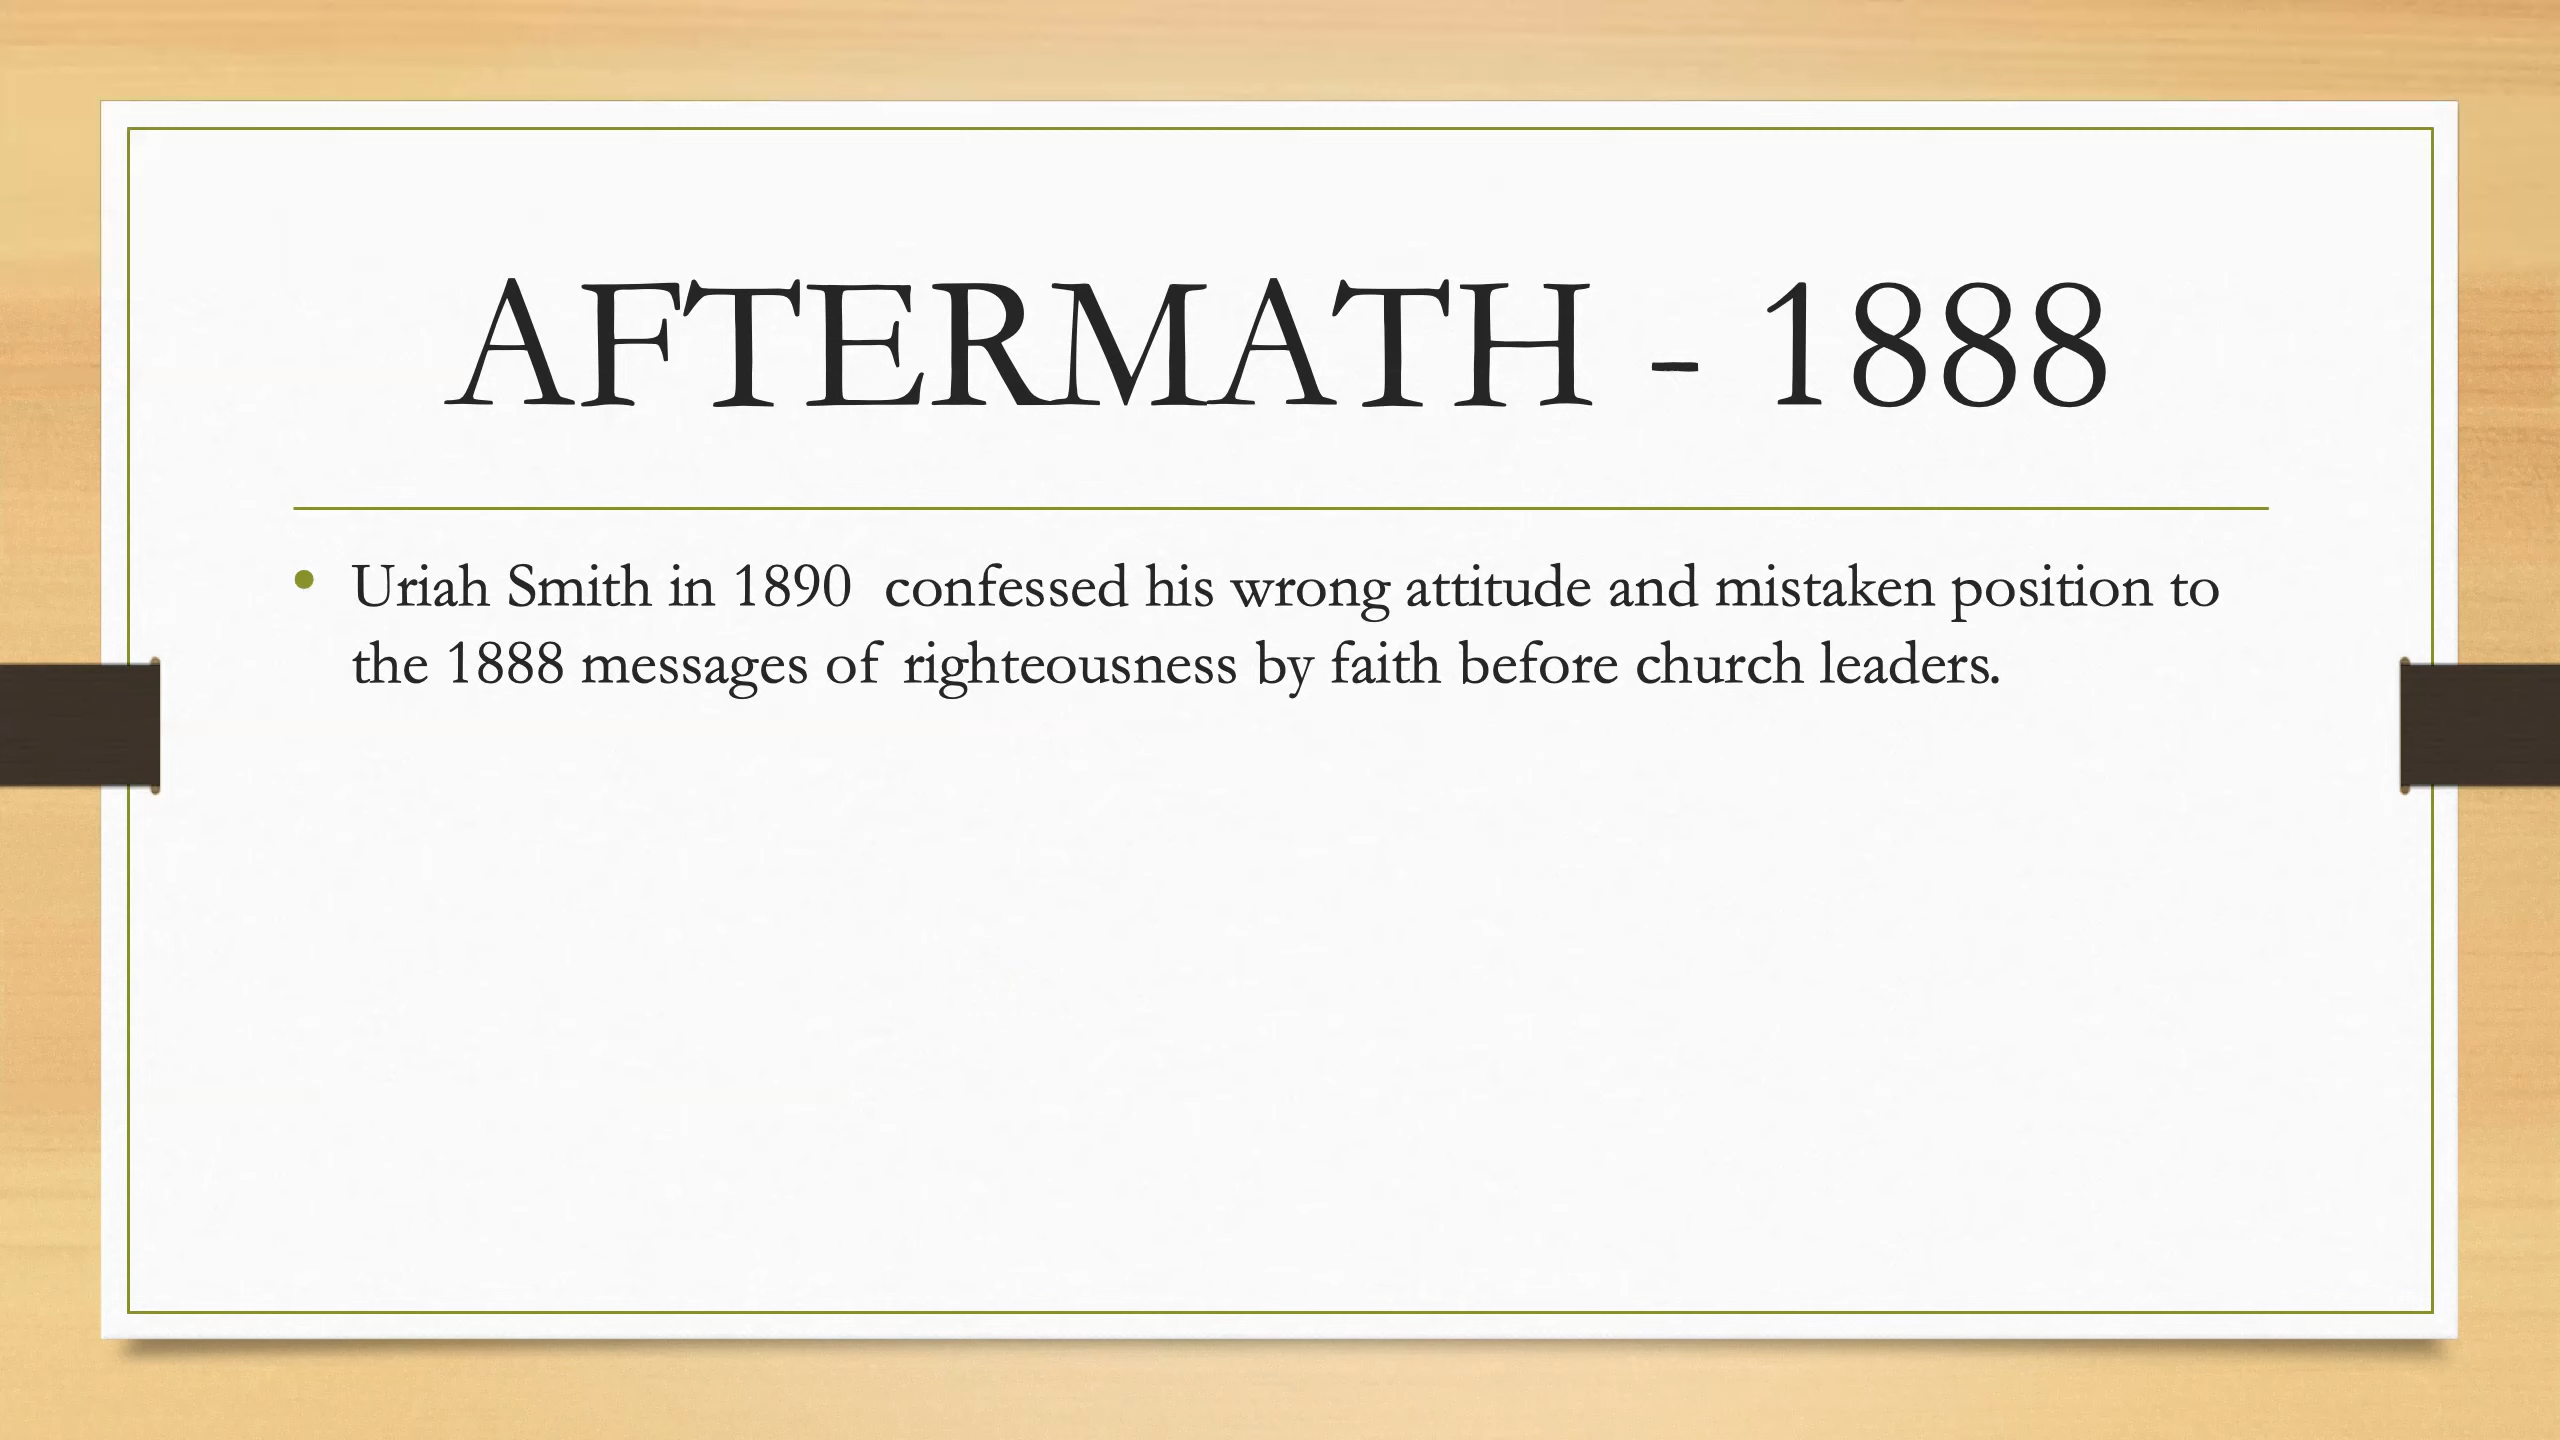 AFTERMATH - 1888
• Uriah Smith in 1890  confessed his wrong attitude and mistaken position to
the 1888 messages of righteousness by faith before church leaders.